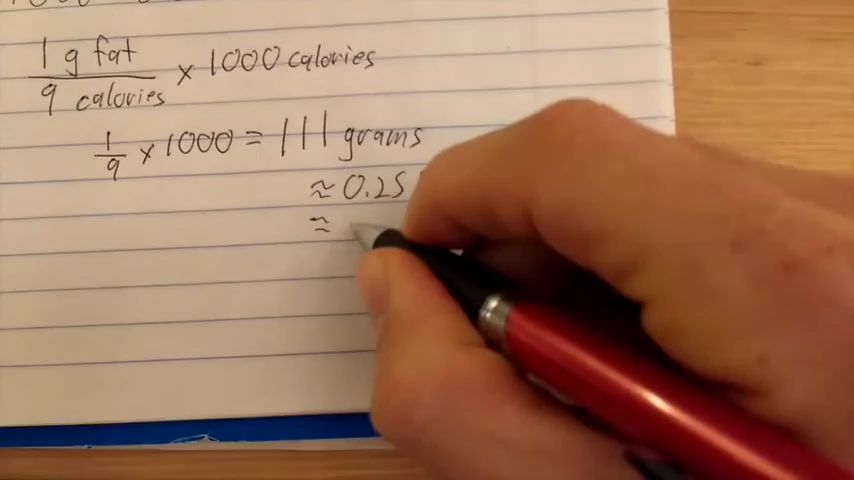 1 g fat
9 calories
× 1000 calories
1
9
× 1000 = 111 grams
≈ 0.25
≈